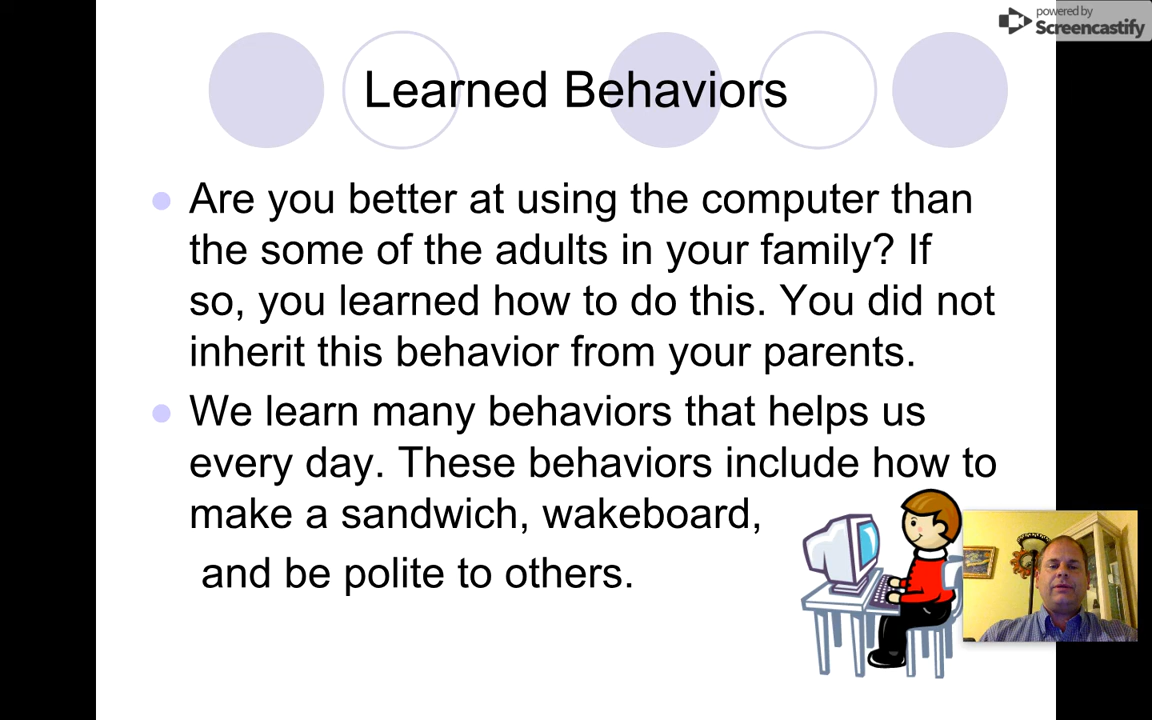 powered by
Screencastify
Learned Behaviors
Are you better at using the computer than
the some of the adults in your family? If
so, you learned how to do this. You did not
inherit this behavior from your parents.
We learn many behaviors that helps us
every day. These behaviors include how to
make a sandwich, wakeboard,
and be polite to others.